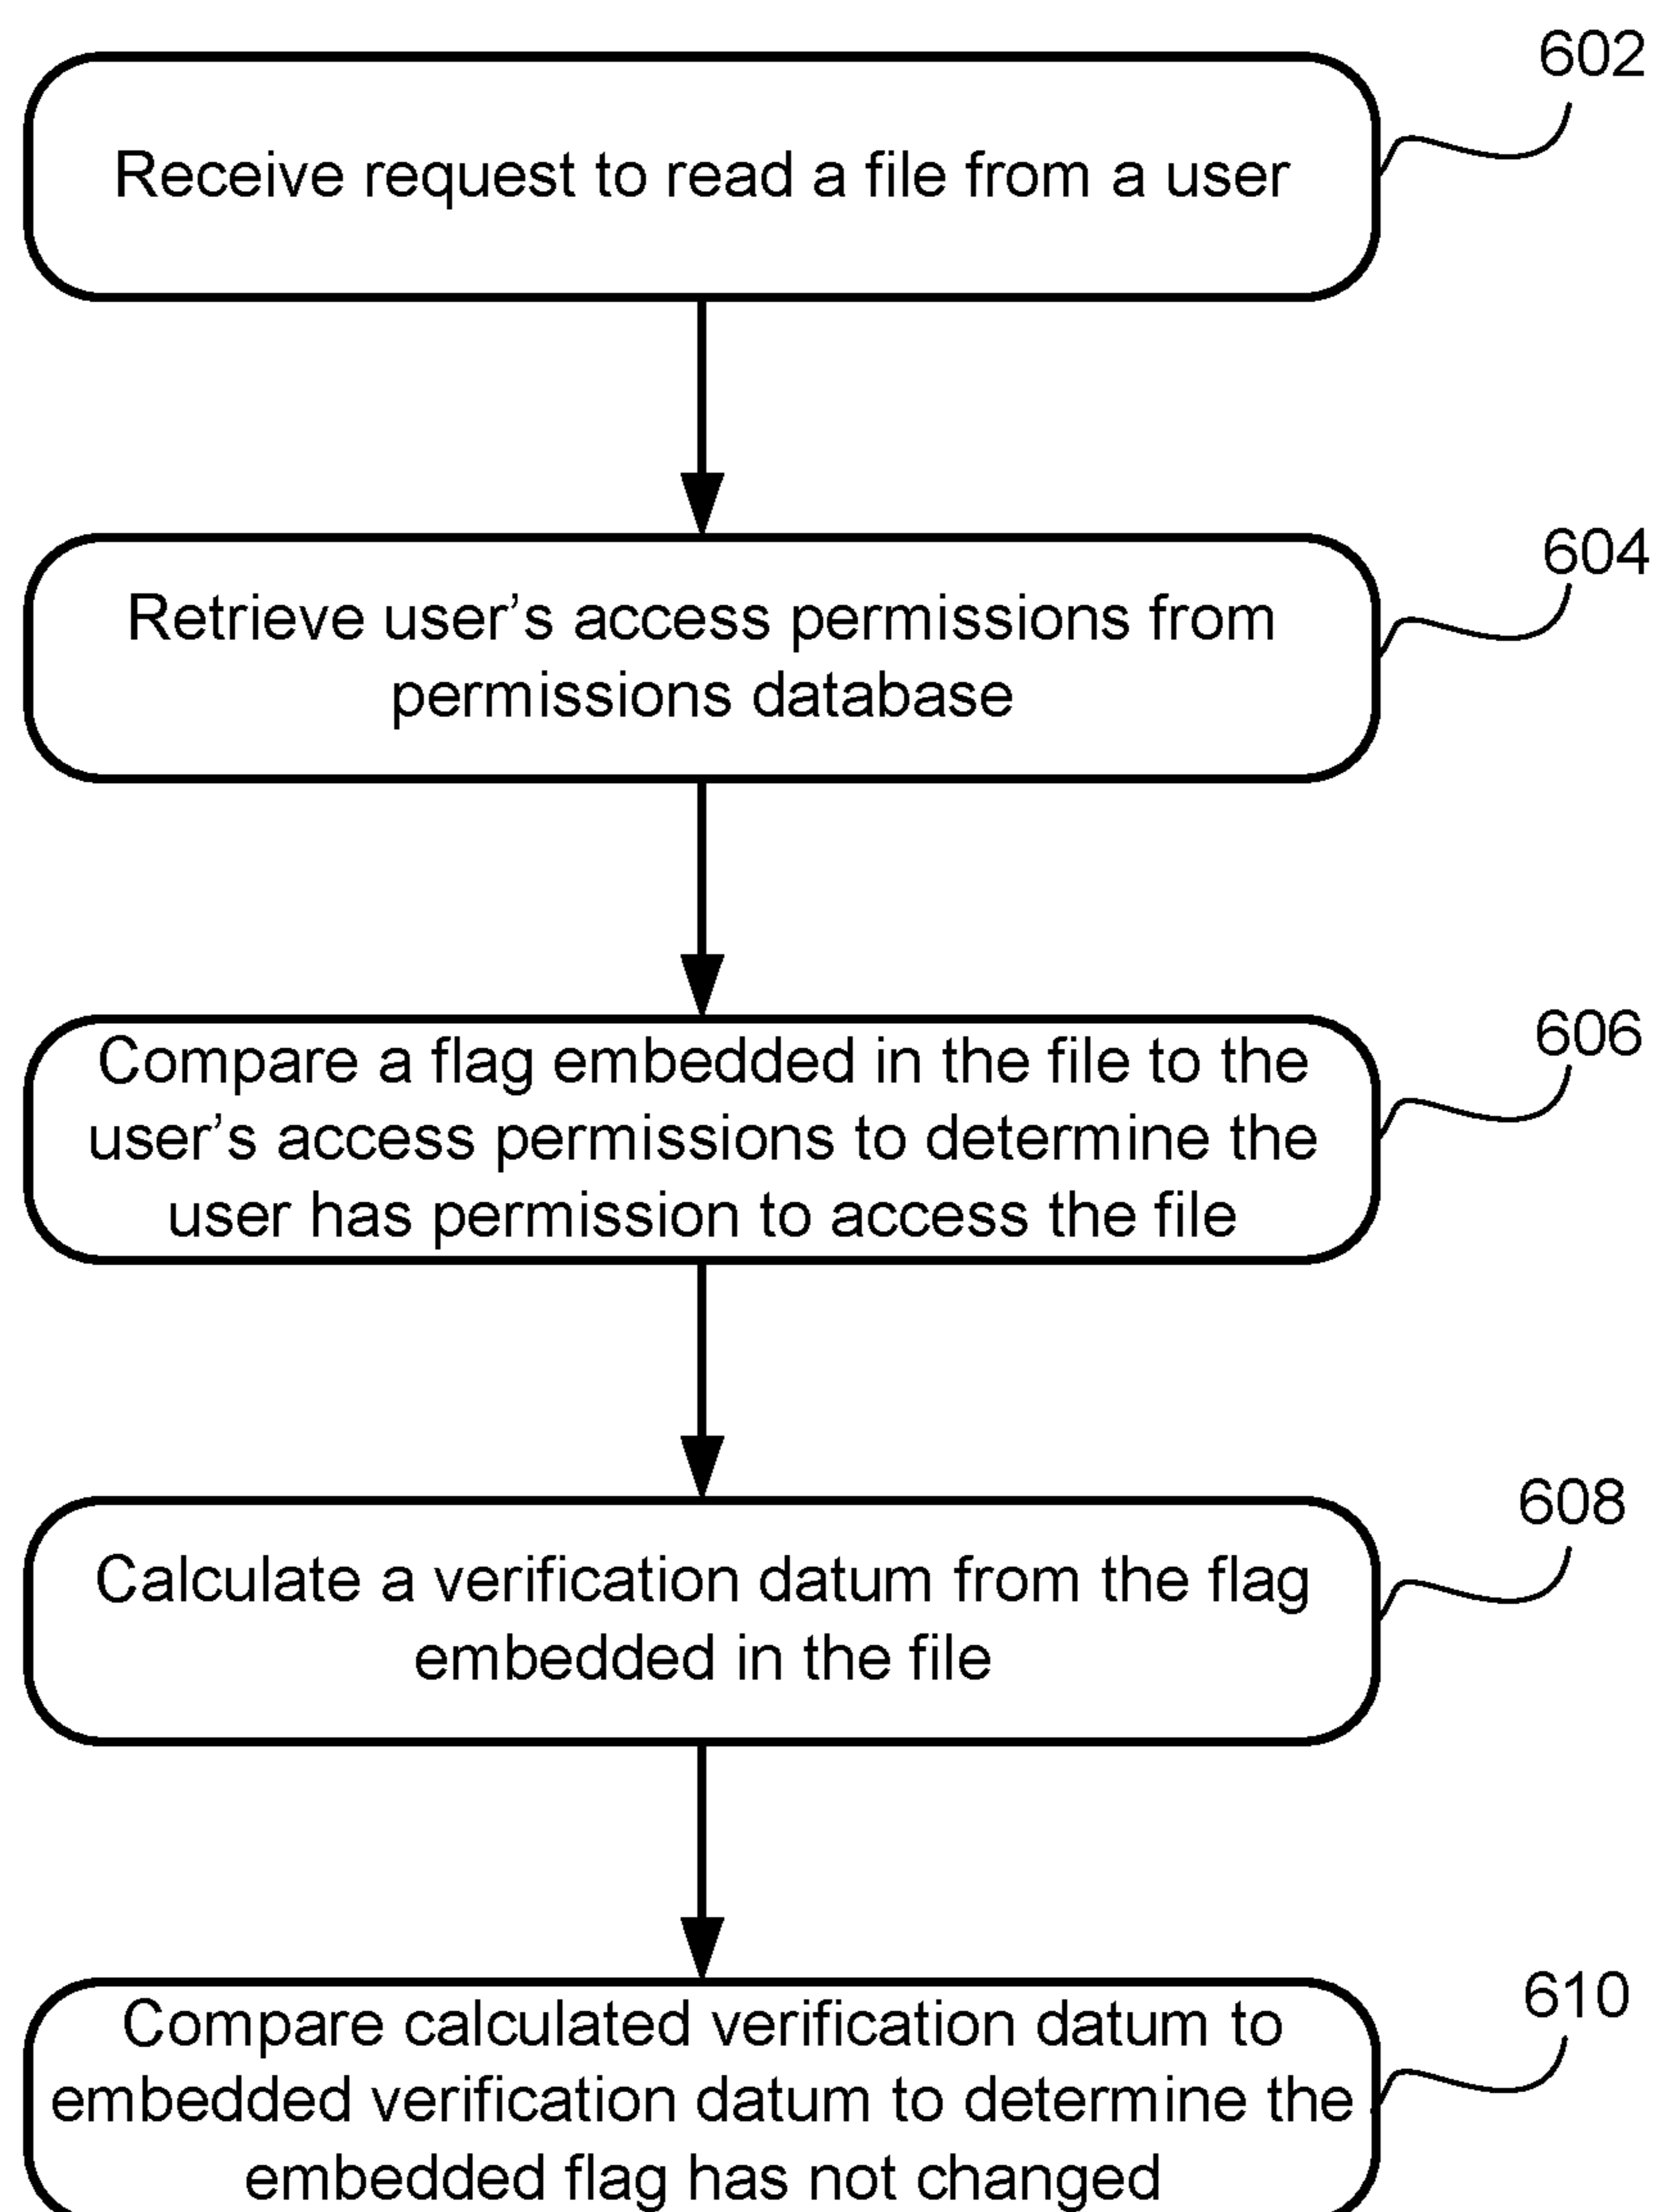 602
Receive request to read a file from a user
604
Retrieve user’s access permissions from
permissions database
606
Compare a flag embedded in the file to the
user’s access permissions to determine the
user has permission to access the file
608
Calculate a verification datum from the flag
embedded in the file
610
Compare calculated verification datum to
embedded verification datum to determine the
embedded flag has not changed